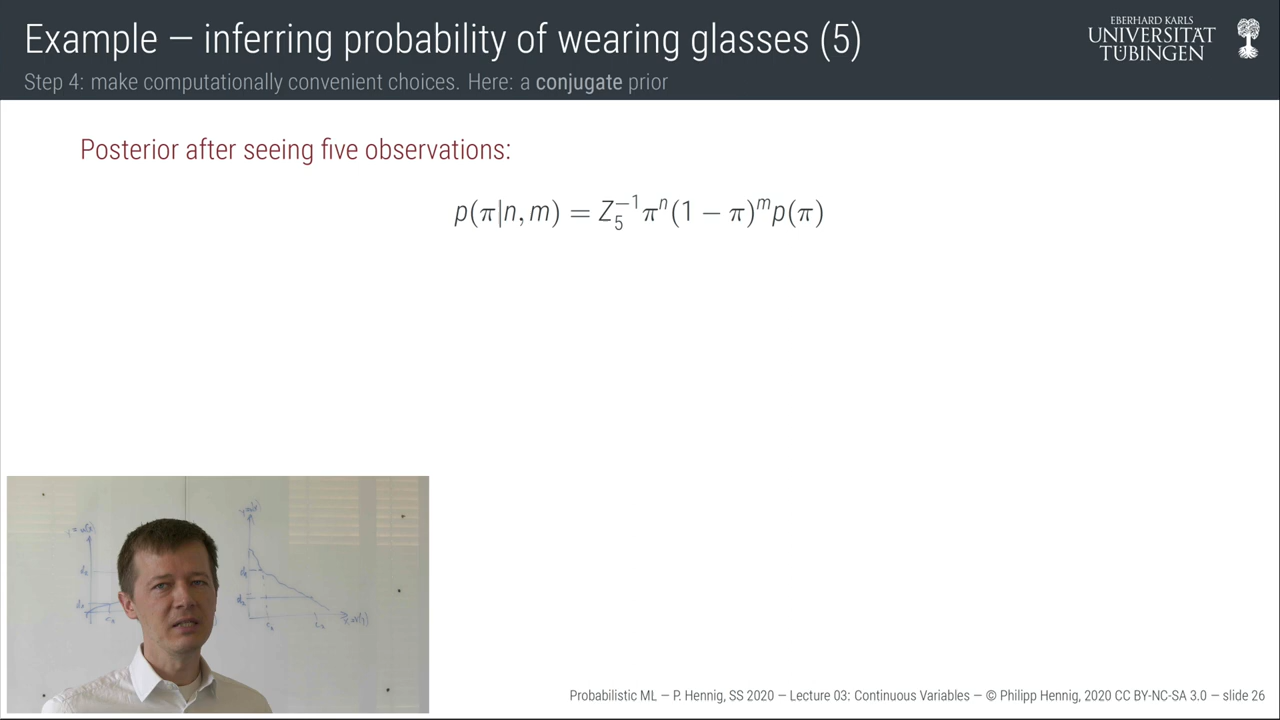 Example — inferring probability of wearing glasses (5)
Step 4: make computationally convenient choices. Here: a conjugate prior
EBERHARD KARLS
UNIVERSITÄT
TÜBINGEN
Posterior after seeing five observations:
p(π|n, m) = Z₅⁻¹πⁿ(1 − π)ᵐp(π)
Probabilistic ML — P. Hennig, SS 2020 — Lecture 03: Continuous Variables — © Philipp Hennig, 2020 CC BY-NC-SA 3.0 — slide 26